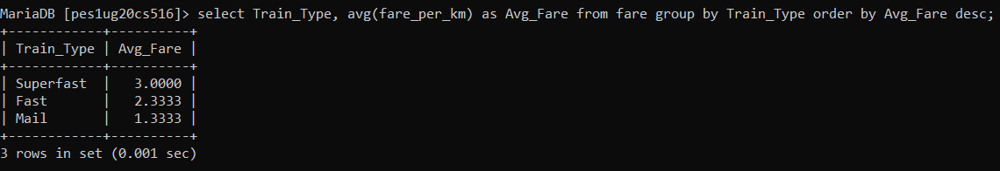 MariaDB [pes1ug20cs516]> select Train_Type, avg(fare_per_km) as Avg_Fare from fare group by Train_Type order by Avg_Fare desc;
+------------+----------+
| Train_Type | Avg_Fare |
+------------+----------+
| Superfast  |   3.0000 |
| Fast       |   2.3333 |
| Mail       |   1.3333 |
+------------+----------+
3 rows in set (0.001 sec)